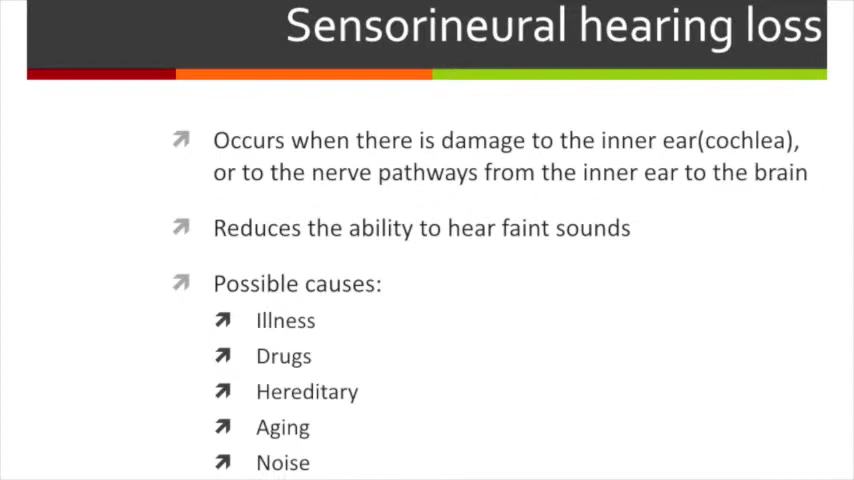 Sensorineural hearing loss
Occurs when there is damage to the inner ear(cochlea),
or to the nerve pathways from the inner ear to the brain
Reduces the ability to hear faint sounds
Possible causes:
Illness
Drugs
Hereditary
Aging
Noise